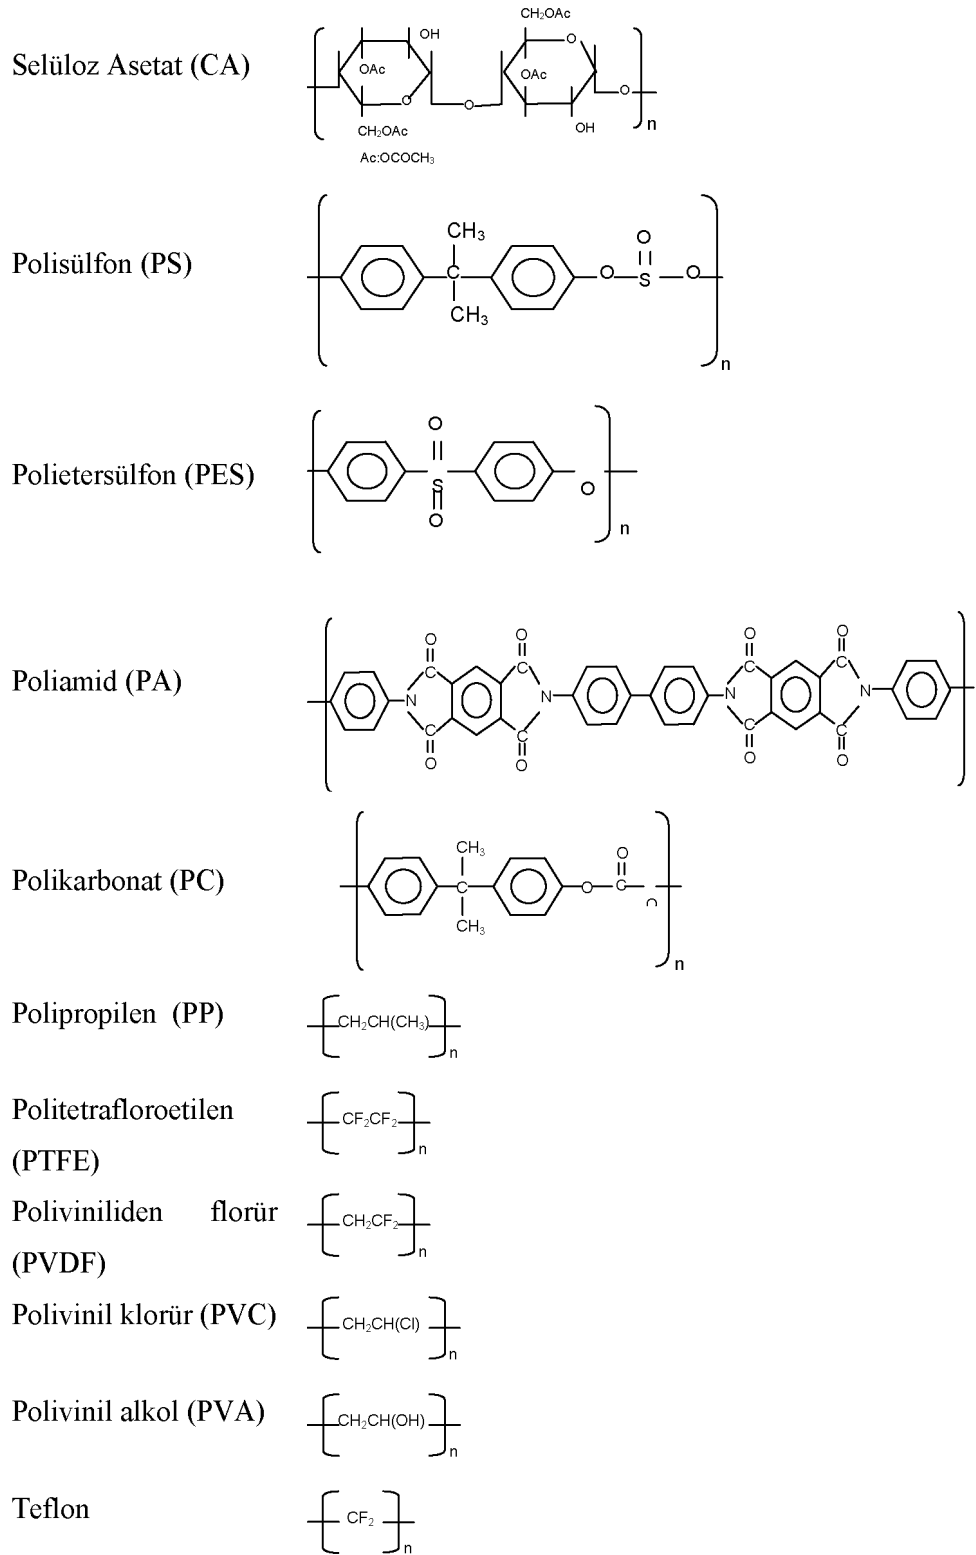 Selüloz Asetat (CA)
CH2OAc
OH
O
OAc
OAc
O
O
O
CH2OAc
OH
n
Ac:OCOCH3
Polisülfon (PS)
CH3
O
C
O
S
O
CH3
n
Polietersülfon (PES)
O
S
O
O
n
Poliamid (PA)
O
O
O
O
C
C
C
C
N
N
N
N
C
C
C
C
O
O
O
O
Polikarbonat (PC)
CH3
O
C
O
C
O
CH3
n
Polipropilen (PP)
CH2CH(CH3)
n
Politetrafloroetilen
CF2CF2
n
(PTFE)
Poliviniliden florür
CH2CF2
n
(PVDF)
Polivinil klorür (PVC)
CH2CH(Cl)
n
Polivinil alkol (PVA)
CH2CH(OH)
n
Teflon
CF2
n